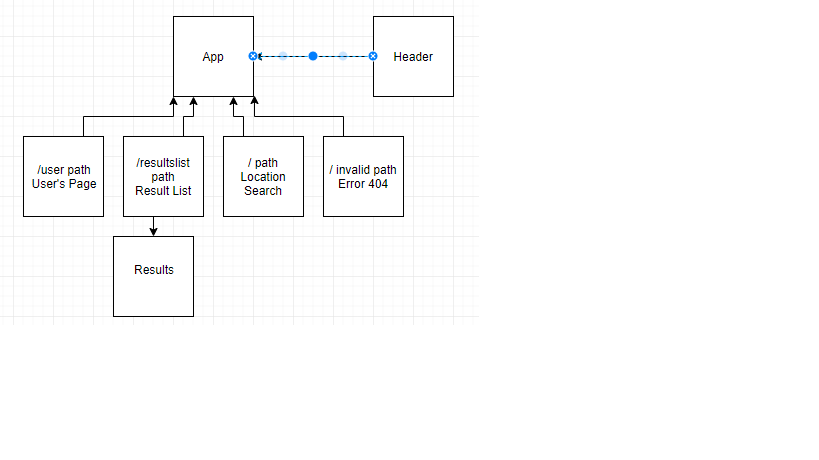 App
Header
/user path
User's Page
/resultslist
path
Result List
/ path
Location
Search
/ invalid path
Error 404
Results